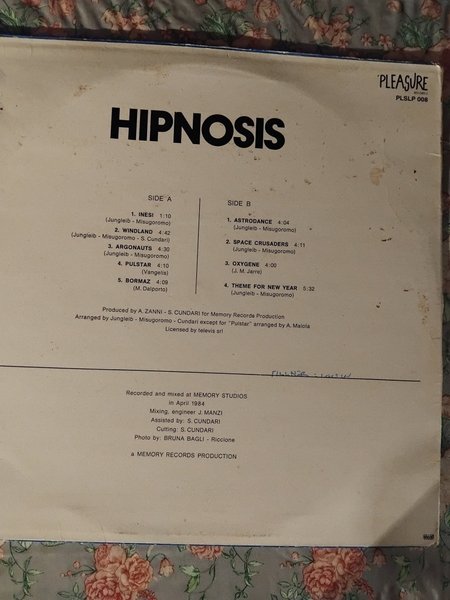 PLEASURE
RECORDS
PLSLP 008
HIPNOSIS
SIDE A
1. INESI 1:10
(Jungleib - Misugoromo)
2. WINDLAND 4:42
(Jungleib - Misugoromo - S. Cundari)
3. ARGONAUTS 4:30
(Jungleib - Misugoromo)
4. PULSTAR 4:10
(Vangelis)
5. BORMAZ 4:09
(M. Dalporto)
SIDE B
1. ASTRODANCE 4:04
(Jungleib - Misugoromo)
2. SPACE CRUSADERS 4:11
(Jungleib - Misugoromo)
3. OXYGENE 4:00
(J. M. Jarre)
4. THEME FOR NEW YEAR 5:32
(Jungleib - Misugoromo)
Produced by A. ZANNI - S. CUNDARI for Memory Records Production
Arranged by Jungleib - Misugoromo - Cundari except for "Pulstar" arranged by A. Maiola
Licensed by televis srl
Recorded and mixed at MEMORY STUDIOS
in April 1984
Mixing, engineer J. MANZI
Assisted by: S. CUNDARI
Cutting: S. CUNDARI
Photo by: BRUNA BAGLI - Riccione
a MEMORY RECORDS PRODUCTION